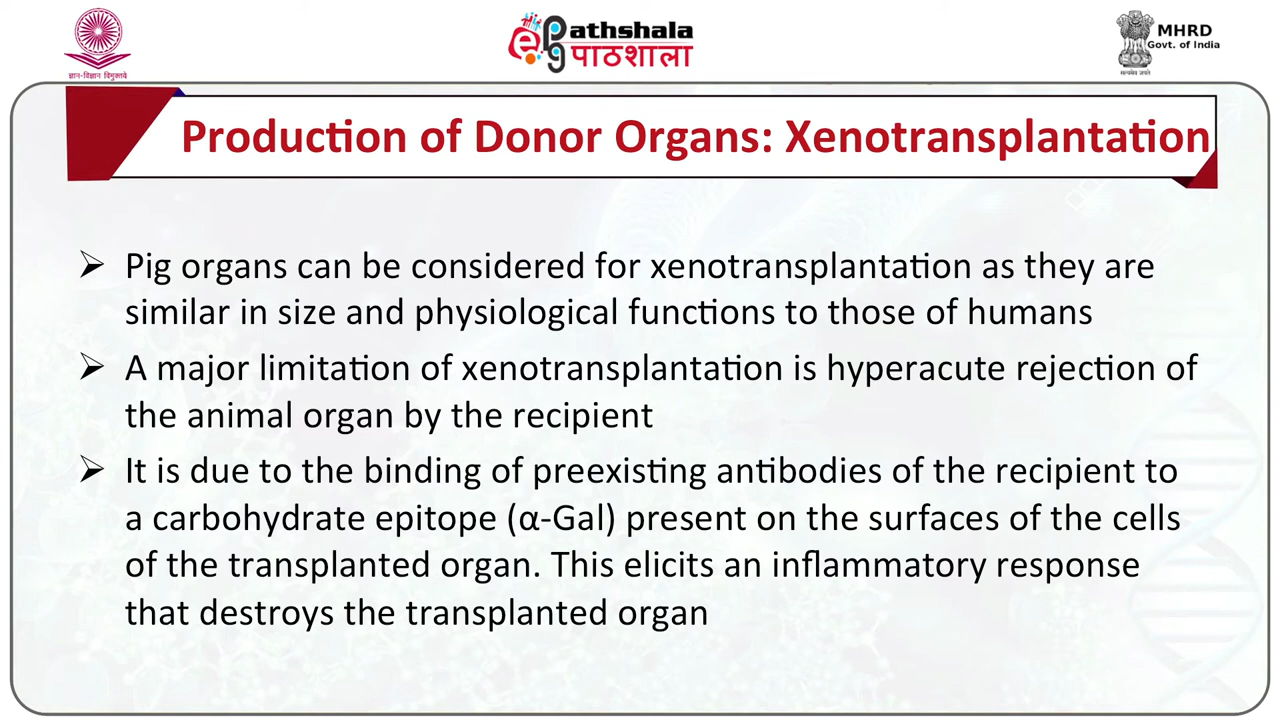 ज्ञान-विज्ञान विमुक्तये
Pathshala
पाठशाला
MHRD
Govt. of India
सत्यमेव जयते
Production of Donor Organs: Xenotransplantation
➢ Pig organs can be considered for xenotransplantation as they are
similar in size and physiological functions to those of humans
➢ A major limitation of xenotransplantation is hyperacute rejection of
the animal organ by the recipient
➢ It is due to the binding of preexisting antibodies of the recipient to
a carbohydrate epitope (α-Gal) present on the surfaces of the cells
of the transplanted organ. This elicits an inflammatory response
that destroys the transplanted organ